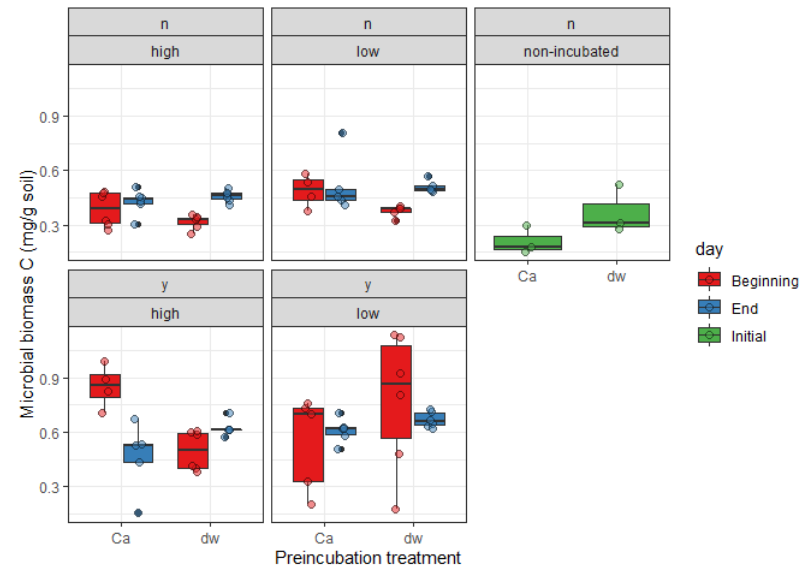 n n n
high low non-incubated
0.9
0.6
0.3
Ca dw
y y
high low
0.9
0.6
0.3
Ca dw Ca dw
Preincubation treatment
Microbial biomass C (mg/g soil)
day
Beginning
End
Initial